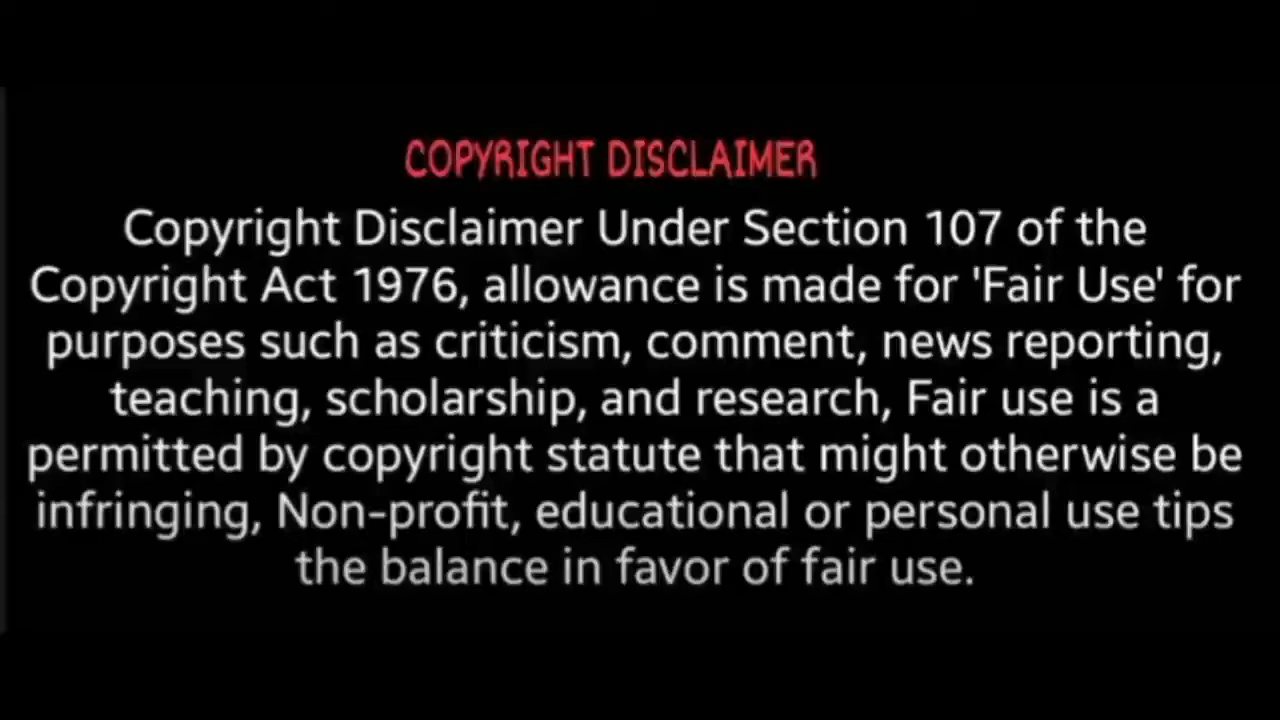 COPYRIGHT DISCLAIMER
Copyright Disclaimer Under Section 107 of the
Copyright Act 1976, allowance is made for 'Fair Use' for
purposes such as criticism, comment, news reporting,
teaching, scholarship, and research, Fair use is a
permitted by copyright statute that might otherwise be
infringing, Non-profit, educational or personal use tips
the balance in favor of fair use.